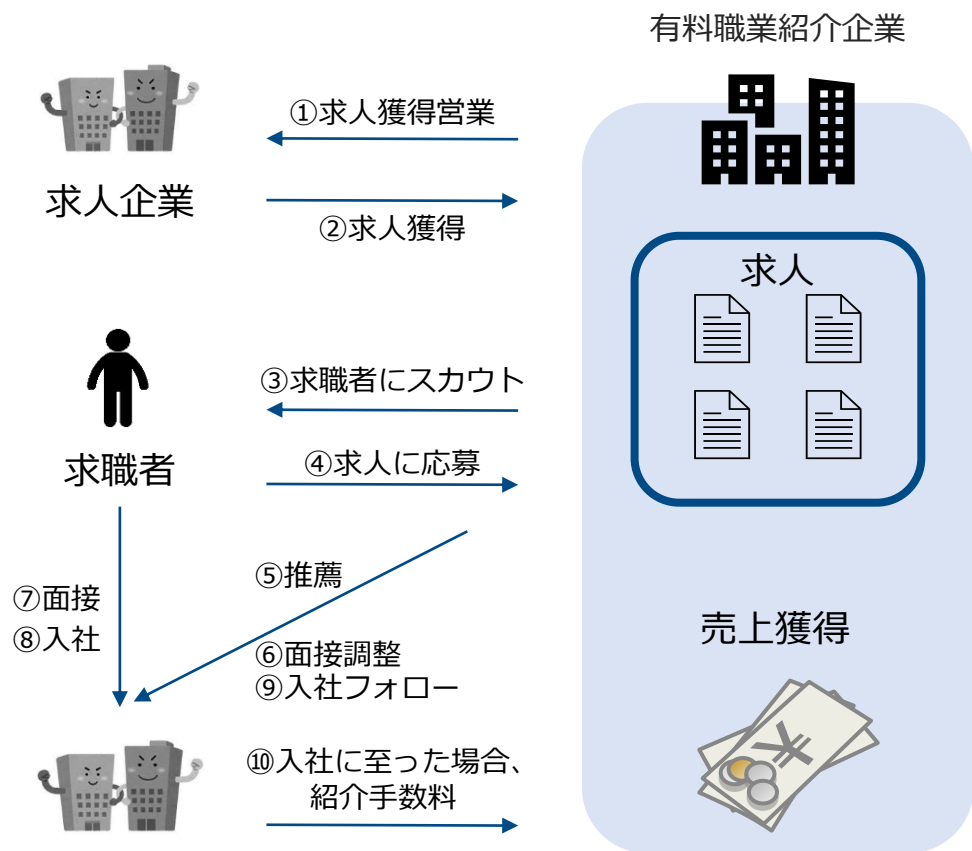 有料職業紹介企業
①求人獲得営業
求人企業
②求人獲得
求人
③求職者にスカウト
求職者
④求人に応募
⑤推薦
⑦面接
⑧入社
売上獲得
⑥面接調整
⑨入社フォロー
⑩入社に至った場合、
紹介手数料
¥